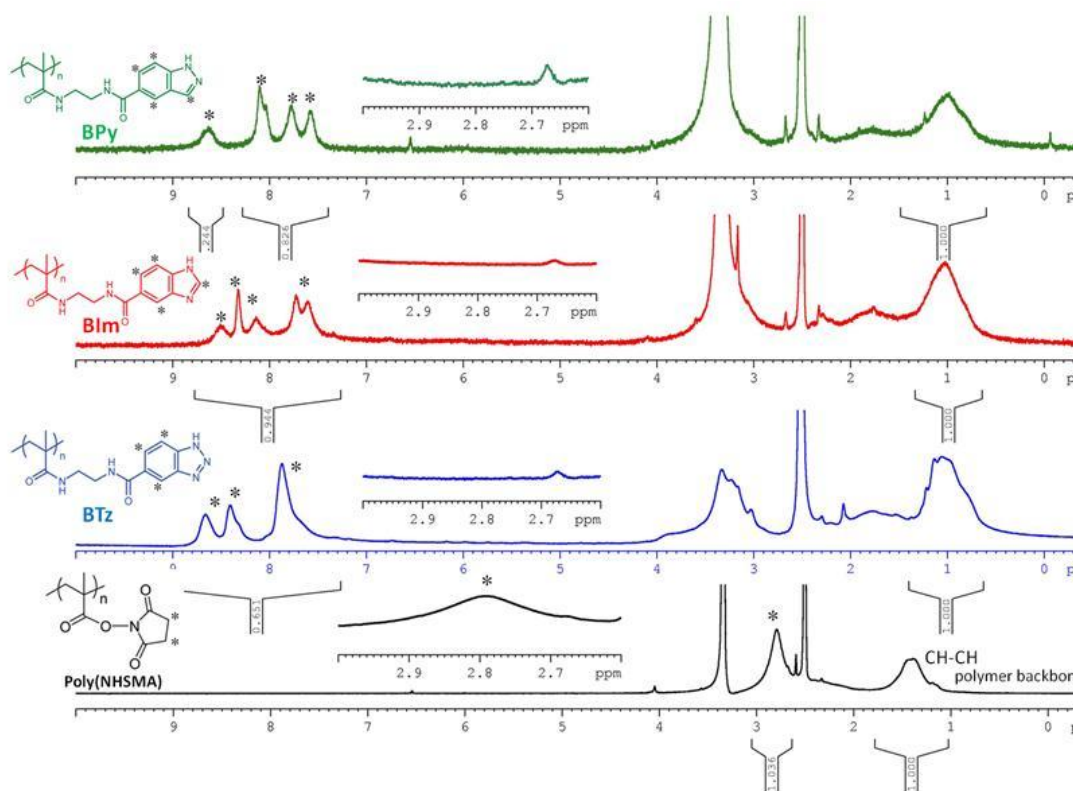 *
*
*
*
*
*
*
*
N
H
O
N
H
O
H
N
N
n
BPy
2.9 2.8 2.7 ppm
9 8 7 6 5 4 3 2 1 0 p
.244
0.826
1.000
BIm
2.9 2.8 2.7 ppm
9 8 7 6 5 4 3 2 1 0 p
0.944
1.000
BTz
2.9 2.8 2.7 ppm
9 8 7 6 5 4 3 2 1 0 p
0.651
1.000
Poly(NHSMA)
2.9 2.8 2.7 ppm
CH-CH
polymer backbon
9 8 7 6 5 4 3 2 1 0 p
1.036
1.000